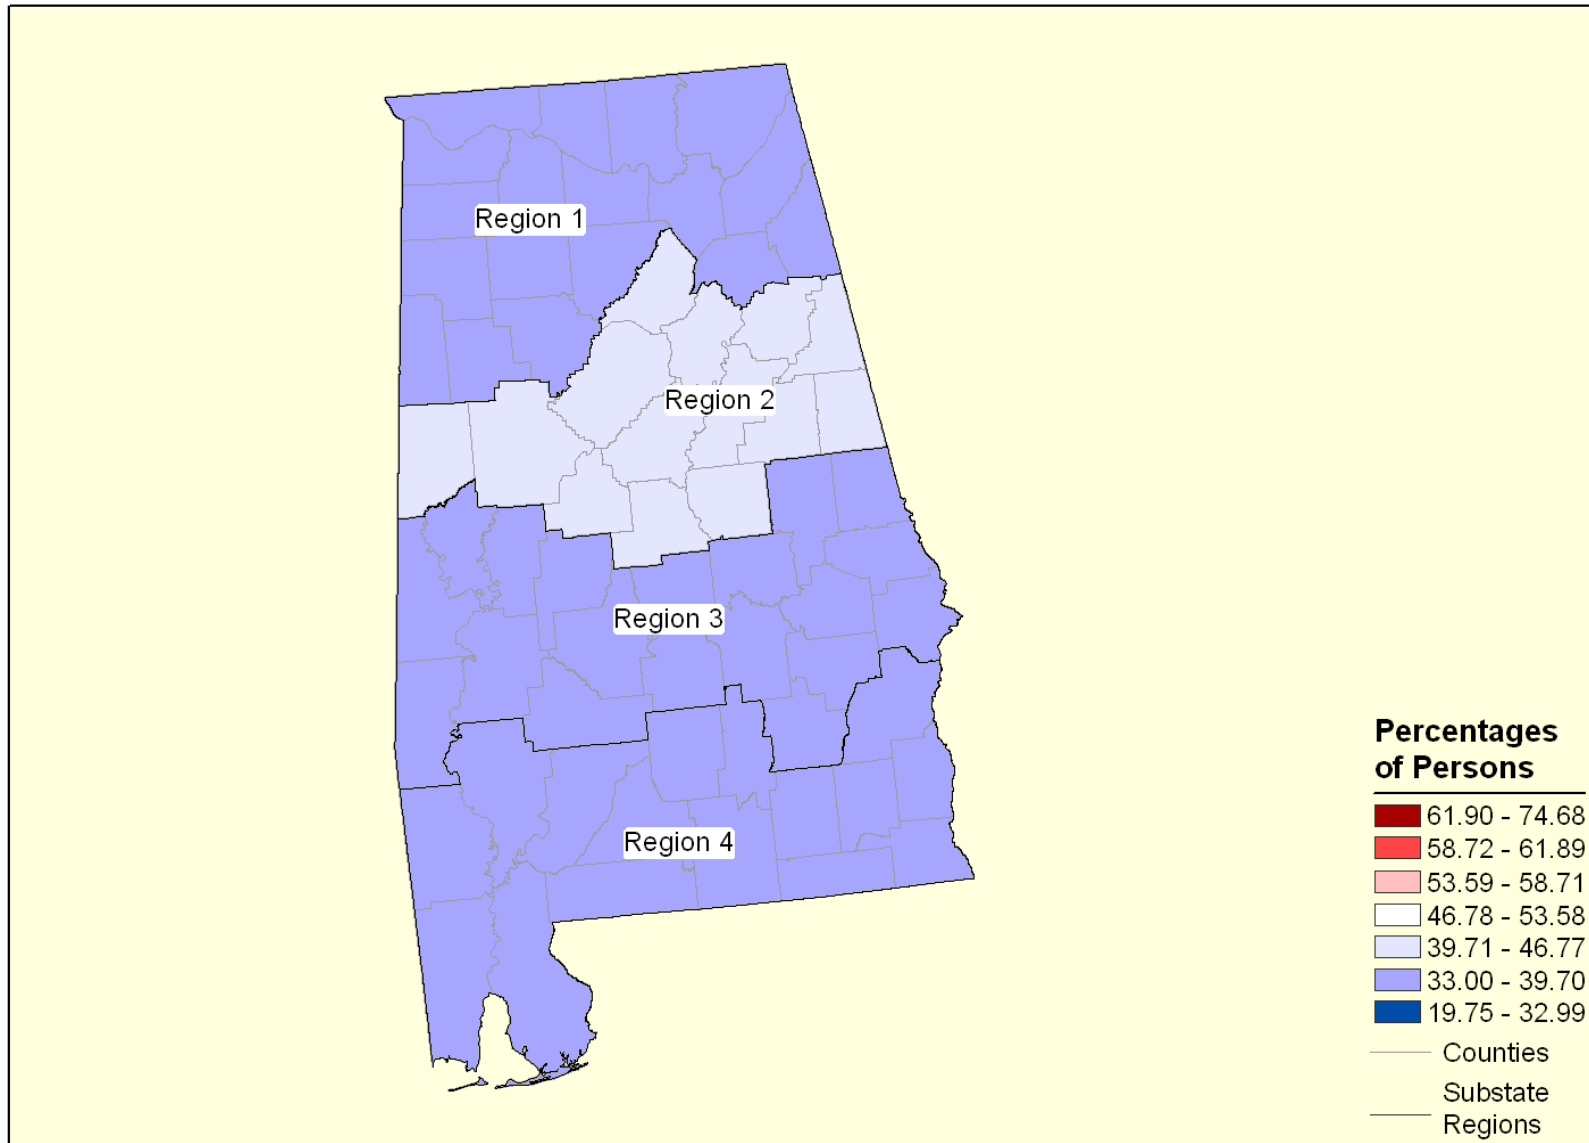 Region 1
Region 2
Region 3
Region 4
Percentages
of Persons
61.90 - 74.68
58.72 - 61.89
53.59 - 58.71
46.78 - 53.58
39.71 - 46.77
33.00 - 39.70
19.75 - 32.99
Counties
Substate
Regions